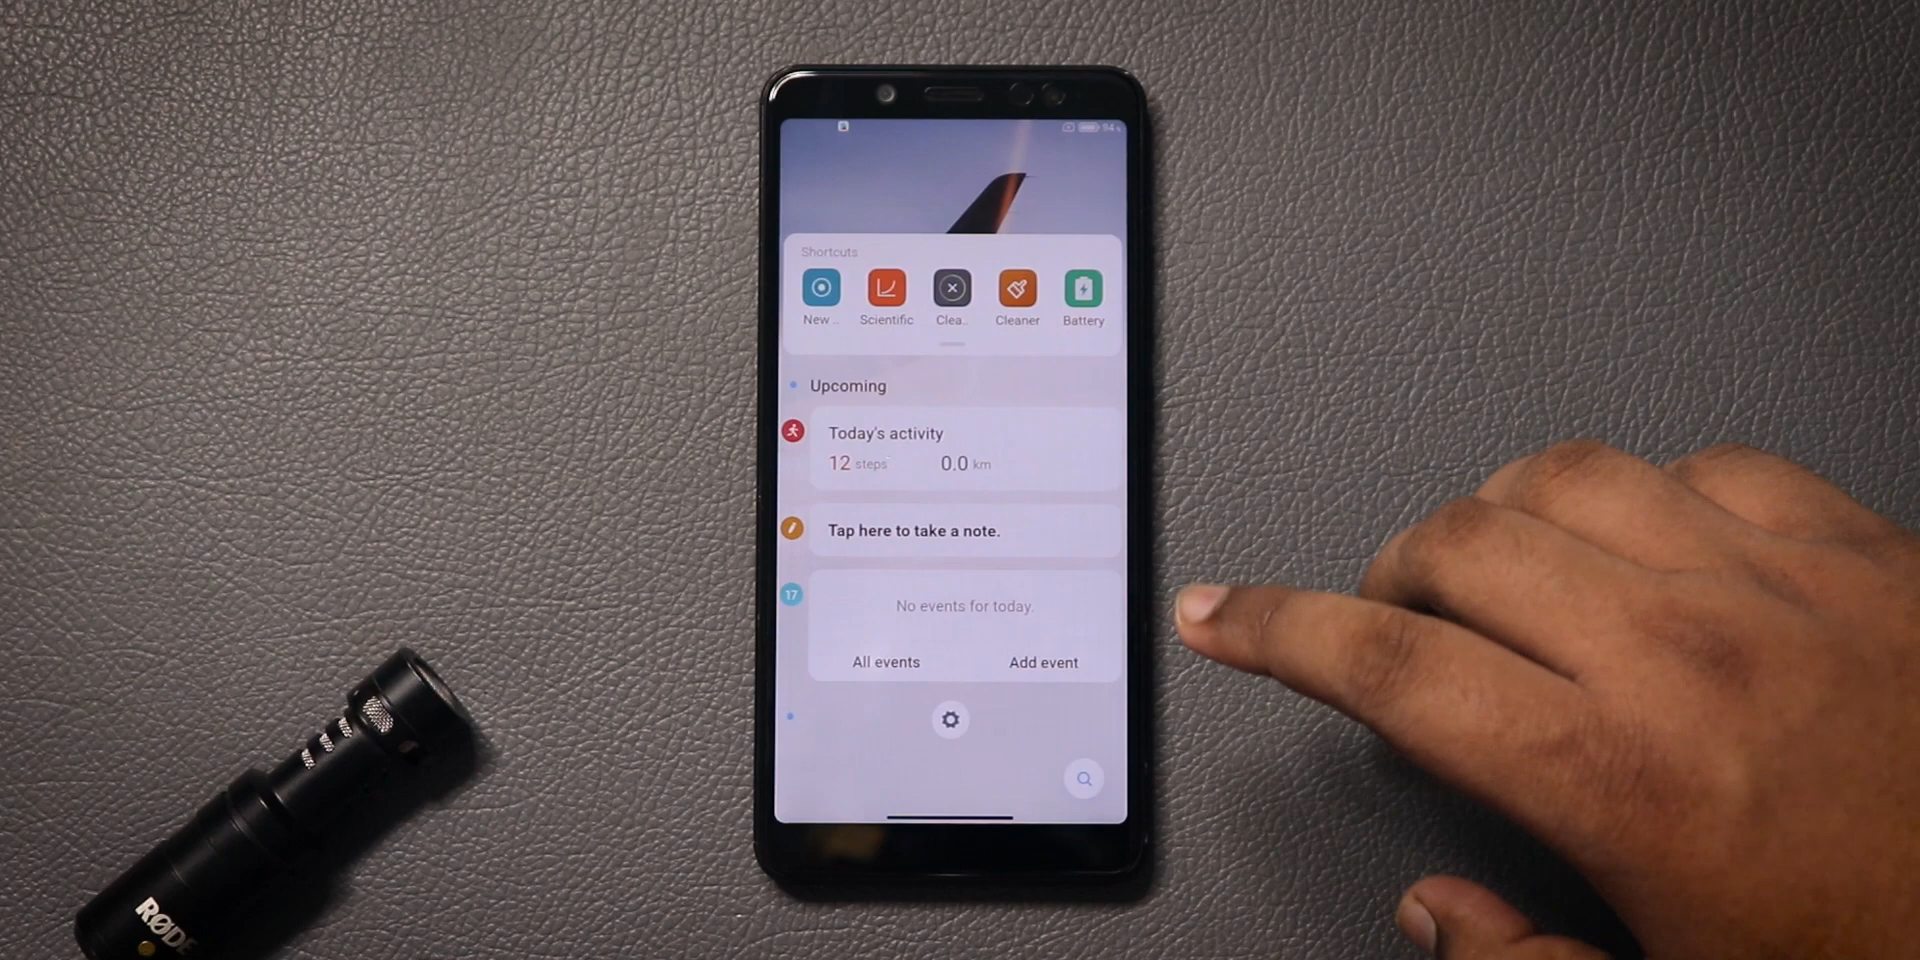 94%
Shortcuts
New ..
Scientific
Clea..
Cleaner
Battery
Upcoming
Today's activity
12 steps
0.0 km
Tap here to take a note.
17
No events for today.
All events
Add event
RØDE